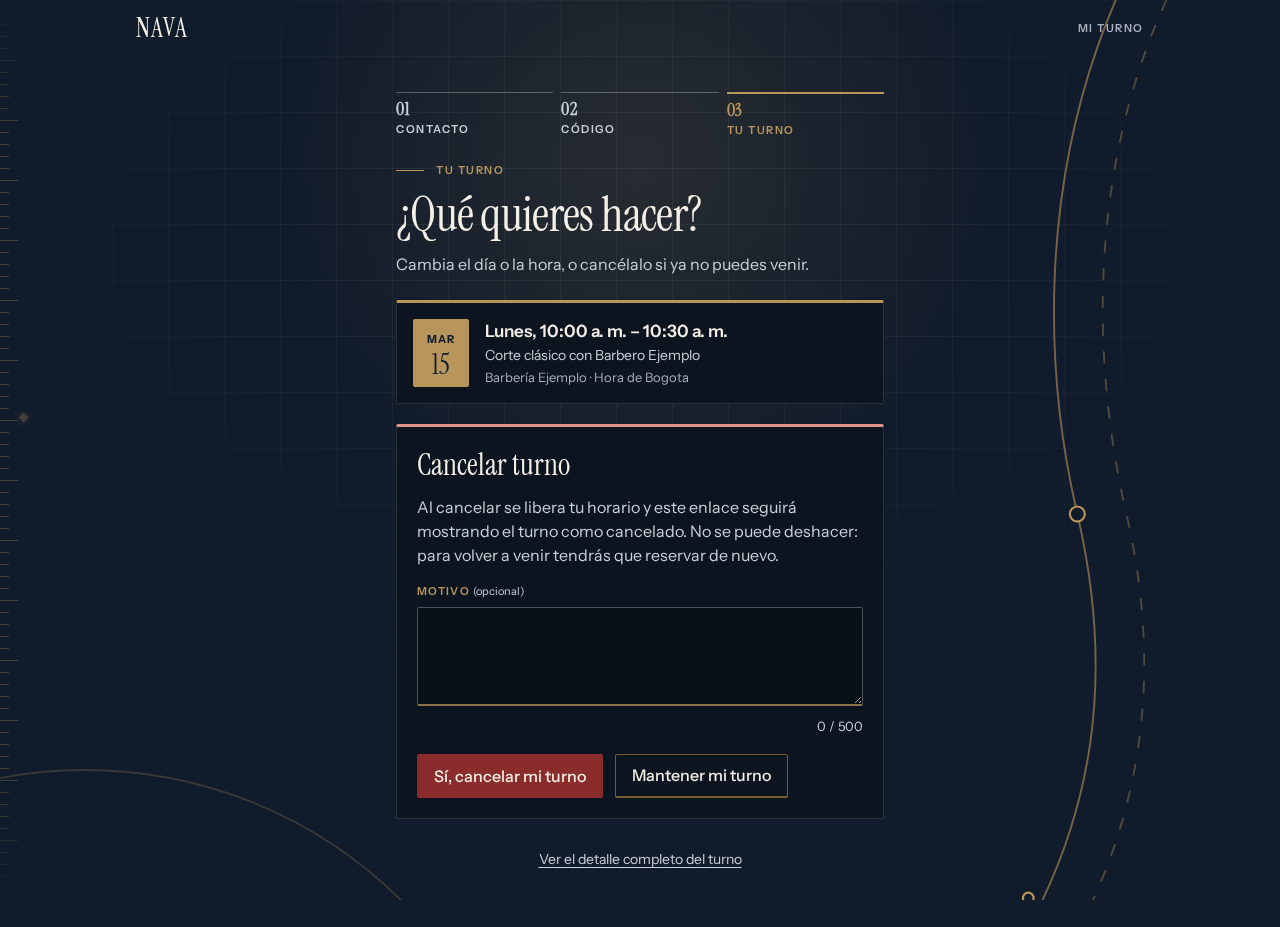 NAVA
MI TURNO
01
CONTACTO
02
CÓDIGO
03
TU TURNO
TU TURNO
¿Qué quieres hacer?
Cambia el día o la hora, o cancélalo si ya no puedes venir.
MAR
15
Lunes, 10:00 a. m. – 10:30 a. m.
Corte clásico con Barbero Ejemplo
Barbería Ejemplo · Hora de Bogota
Cancelar turno
Al cancelar se libera tu horario y este enlace seguirá
mostrando el turno como cancelado. No se puede deshacer:
para volver a venir tendrás que reservar de nuevo.
MOTIVO (opcional)
0 / 500
Sí, cancelar mi turno
Mantener mi turno
Ver el detalle completo del turno